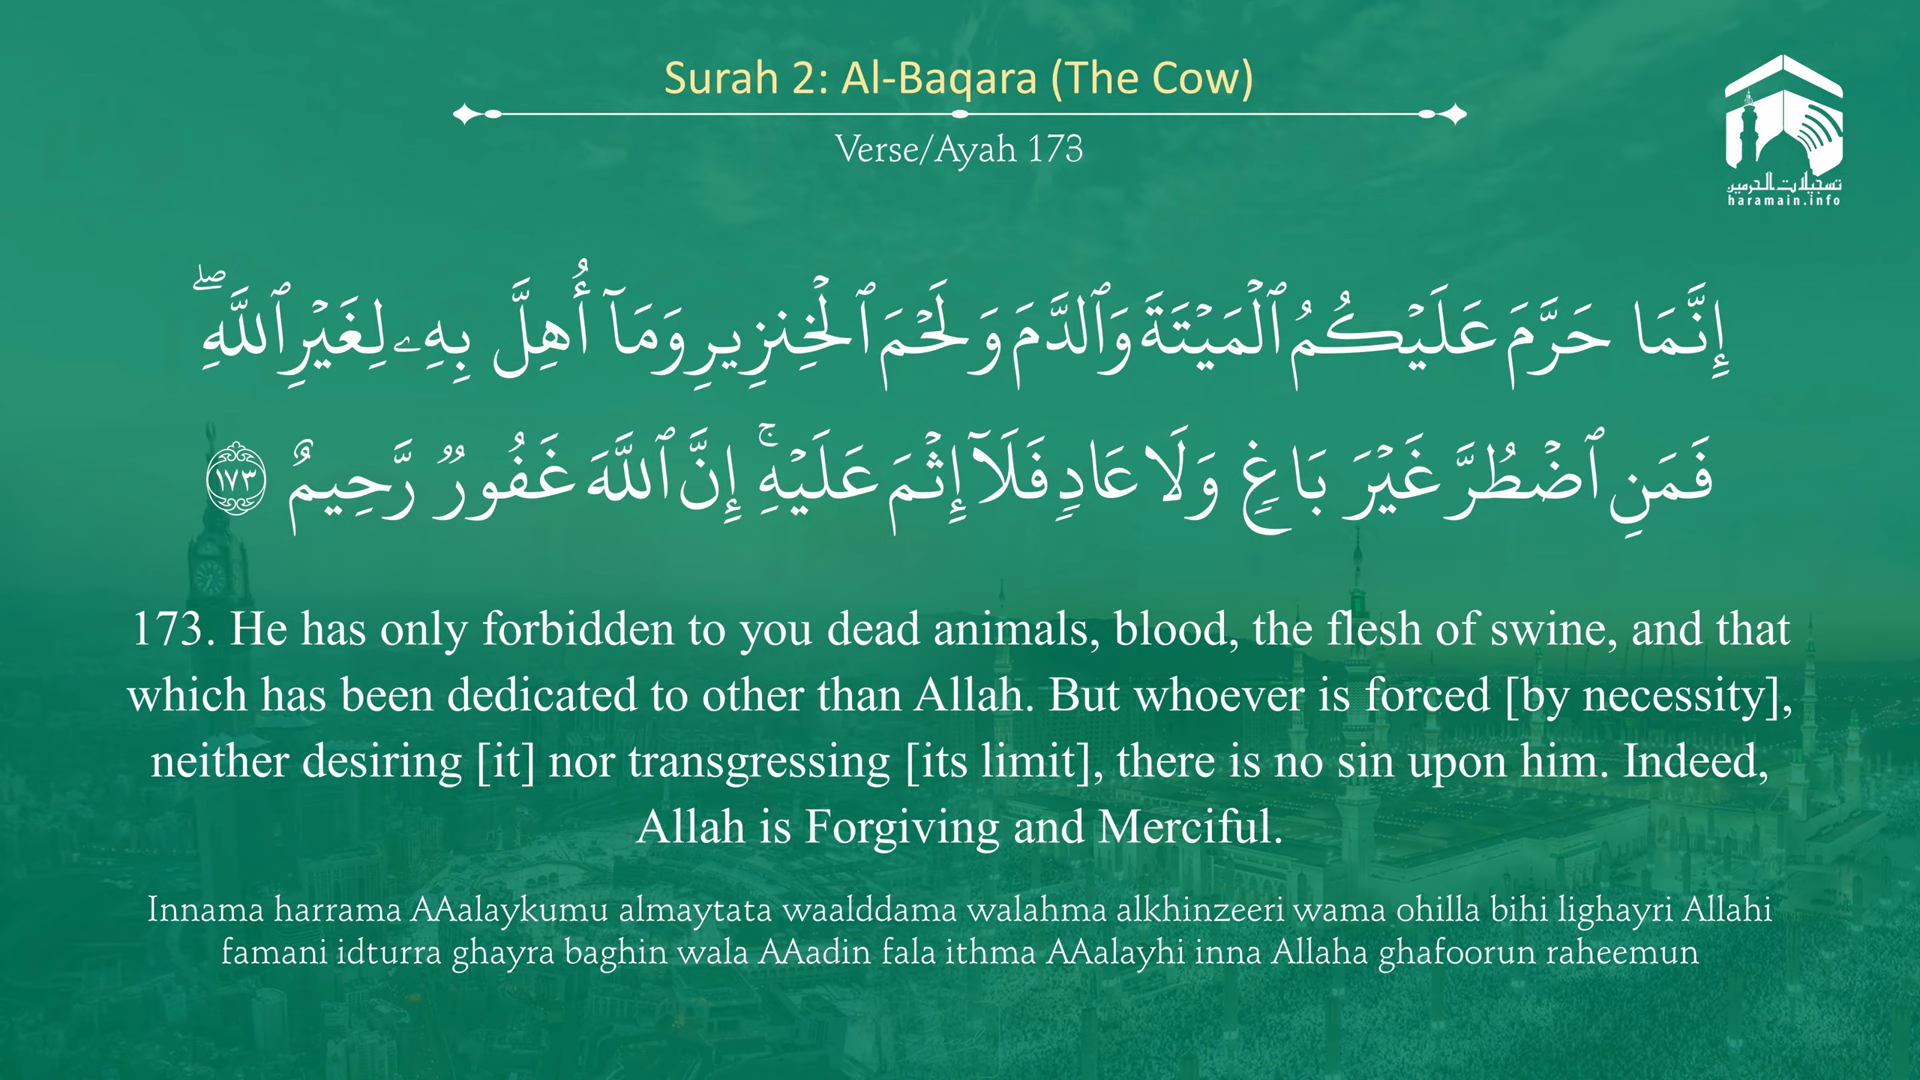 Surah 2: Al-Baqara (The Cow)
Verse/Ayah 173
تسجيلات الحرمين
haramain.info
إِنَّمَا حَرَّمَ عَلَيْكُمُ ٱلْمَيْتَةَ وَٱلدَّمَ وَلَحْمَ ٱلْخِنزِيرِ وَمَآ أُهِلَّ بِهِۦ لِغَيْرِ ٱللَّهِ ۖ
فَمَنِ ٱضْطُرَّ غَيْرَ بَاغٍ وَلَا عَادٍ فَلَآ إِثْمَ عَلَيْهِ ۚ إِنَّ ٱللَّهَ غَفُورٌ رَّحِيمٌ ١٧٣
173. He has only forbidden to you dead animals, blood, the flesh of swine, and that
which has been dedicated to other than Allah. But whoever is forced [by necessity],
neither desiring [it] nor transgressing [its limit], there is no sin upon him. Indeed,
Allah is Forgiving and Merciful.
Innama harrama AAalaykumu almaytata waalddama walahma alkhinzeeri wama ohilla bihi lighayri Allahi
famani idturra ghayra baghin wala AAadin fala ithma AAalayhi inna Allaha ghafoorun raheemun